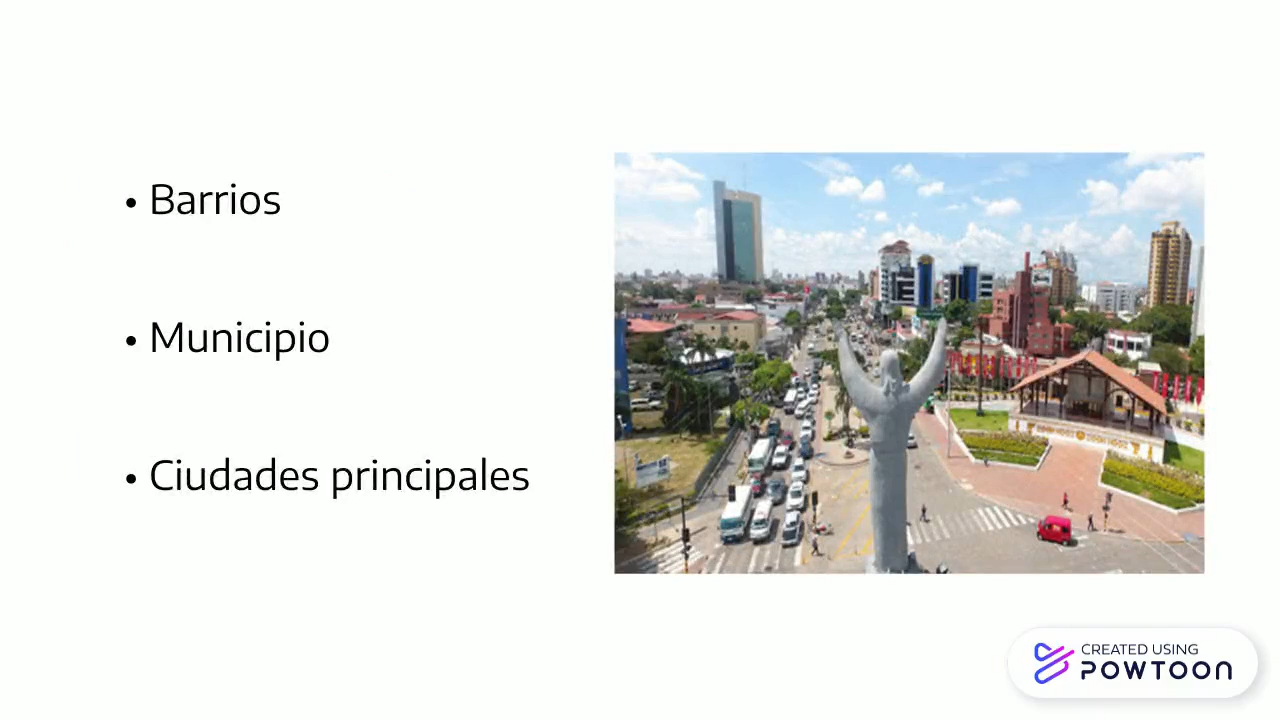 • Barrios
• Municipio
• Ciudades principales
CREATED USING
POWTOON